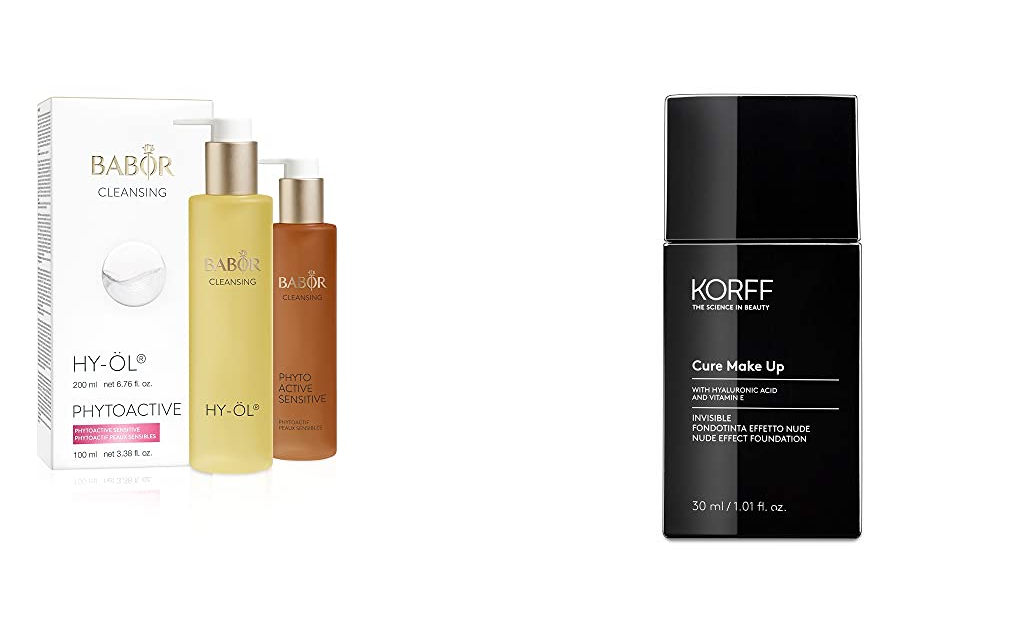 BABOR
CLEANSING
HY-ÖL®
200 ml net 6.76 fl. oz.
PHYTOACTIVE
PHYTOACTIVE SENSITIVE
PHYTOACTIF PEAUX SENSIBLES
100 ml net 3.38 fl. oz.
BABOR
CLEANSING
HY-ÖL®
BABOR
CLEANSING
PHYTO
ACTIVE
SENSITIVE
PHYTOACTIF
PEAUX SENSIBLES
KORFF
THE SCIENCE IN BEAUTY
Cure Make Up
WITH HYALURONIC ACID
AND VITAMIN E
INVISIBLE
FONDOTINTA EFFETTO NUDE
NUDE EFFECT FOUNDATION
30 ml / 1.01 fl. oz.